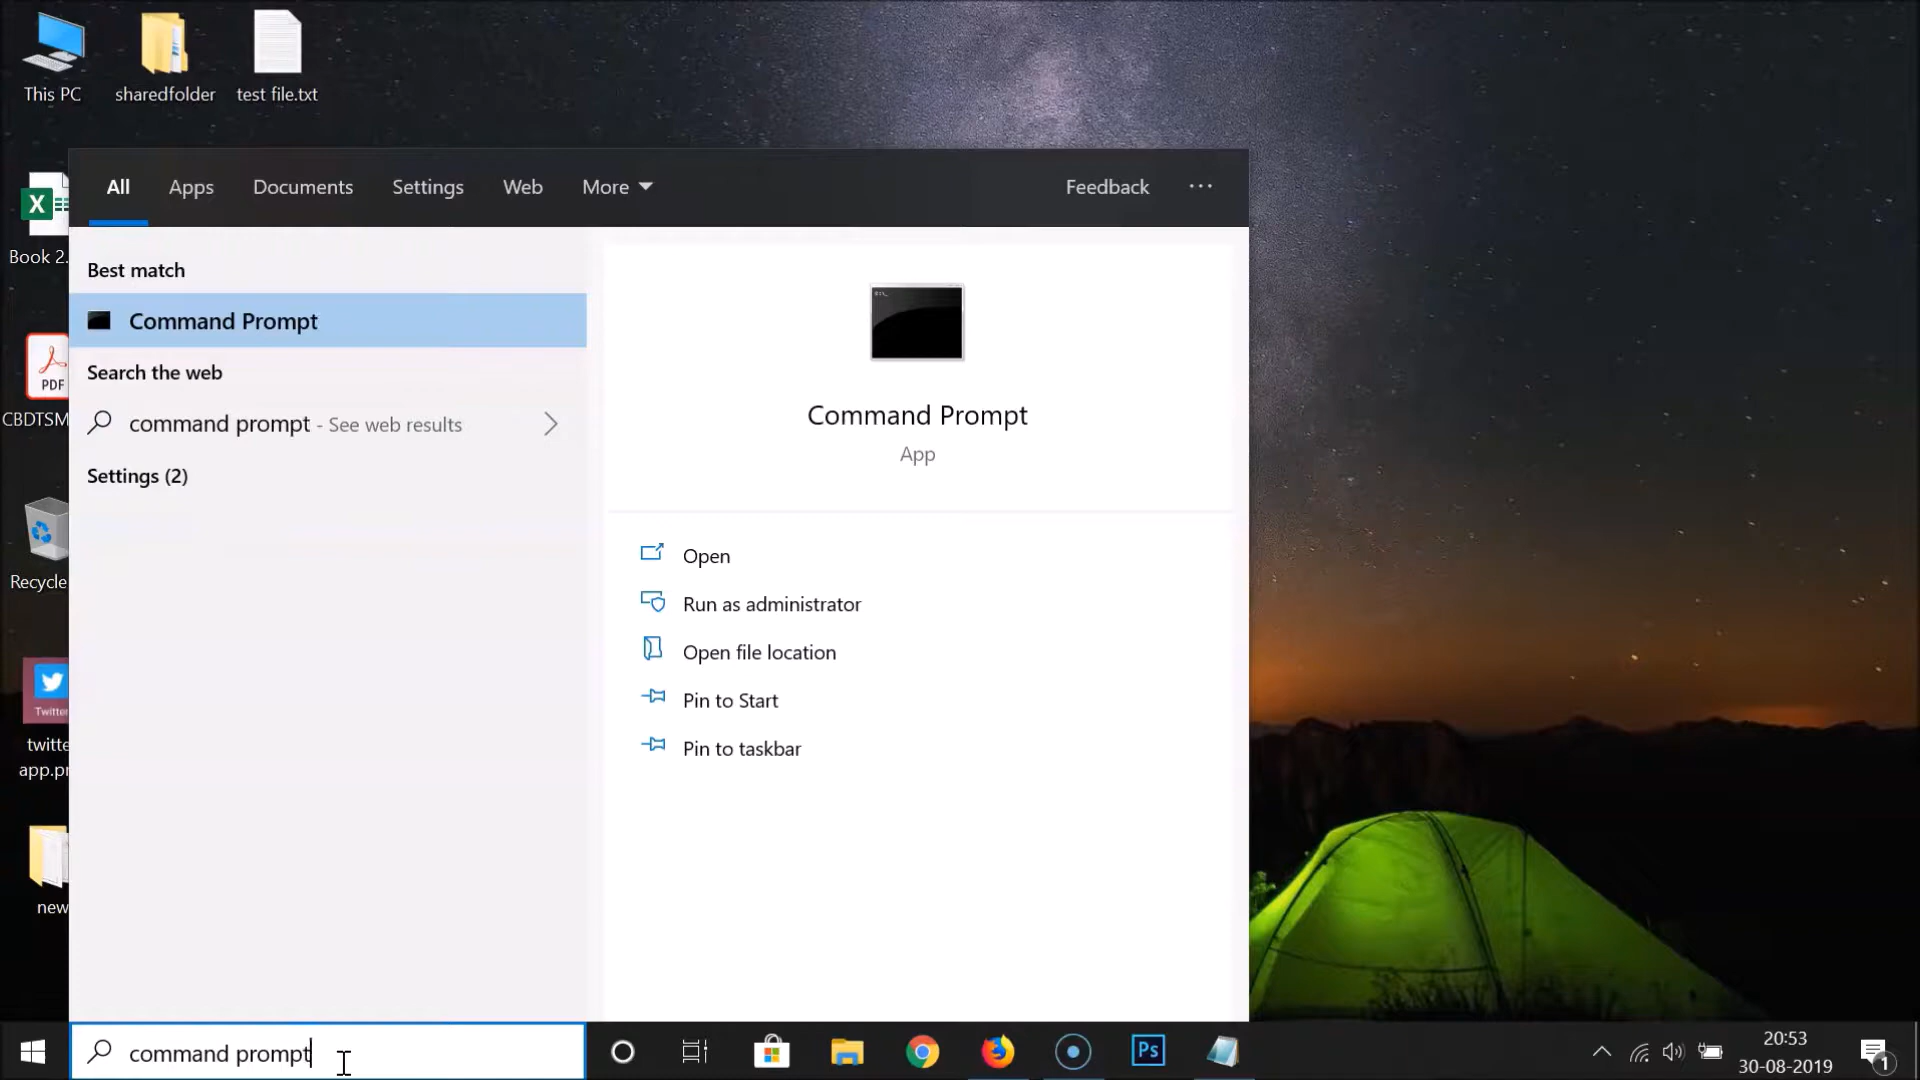 This PC
sharedfolder
test file.txt
All
Apps
Documents
Settings
Web
More
Feedback
X
Book 2.
PDF
CBDTSM
Recycle
Twitter
twitte
app.pr
new
Best match
Command Prompt
Search the web
command prompt - See web results
Settings (2)
Command Prompt
App
Open
Run as administrator
Open file location
Pin to Start
Pin to taskbar
command prompt
Ps
20:53
30-08-2019
1